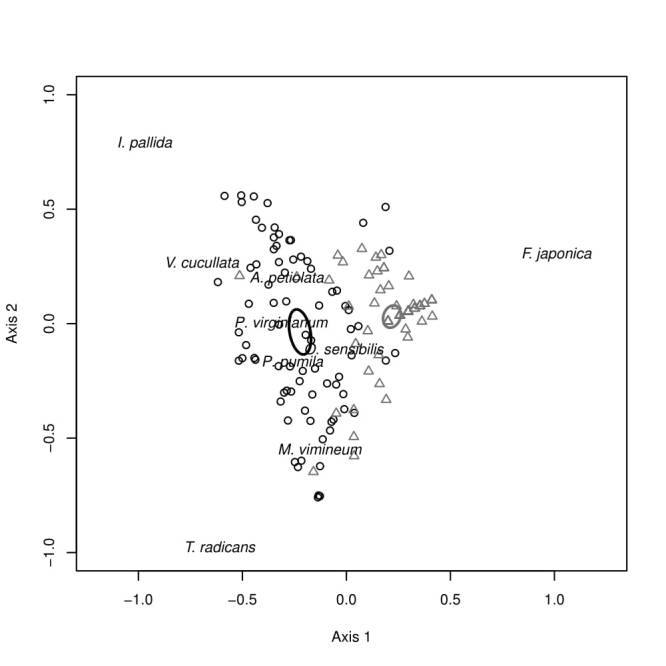 1.0
I. pallida
0.5
V. cucullata
F. japonica
A. petiolata
Axis 2
0.0
P. virginianum
O. sensibilis
P. pumila
−0.5
M. vimineum
T. radicans
−1.0
−1.0 −0.5 0.0 0.5 1.0
Axis 1